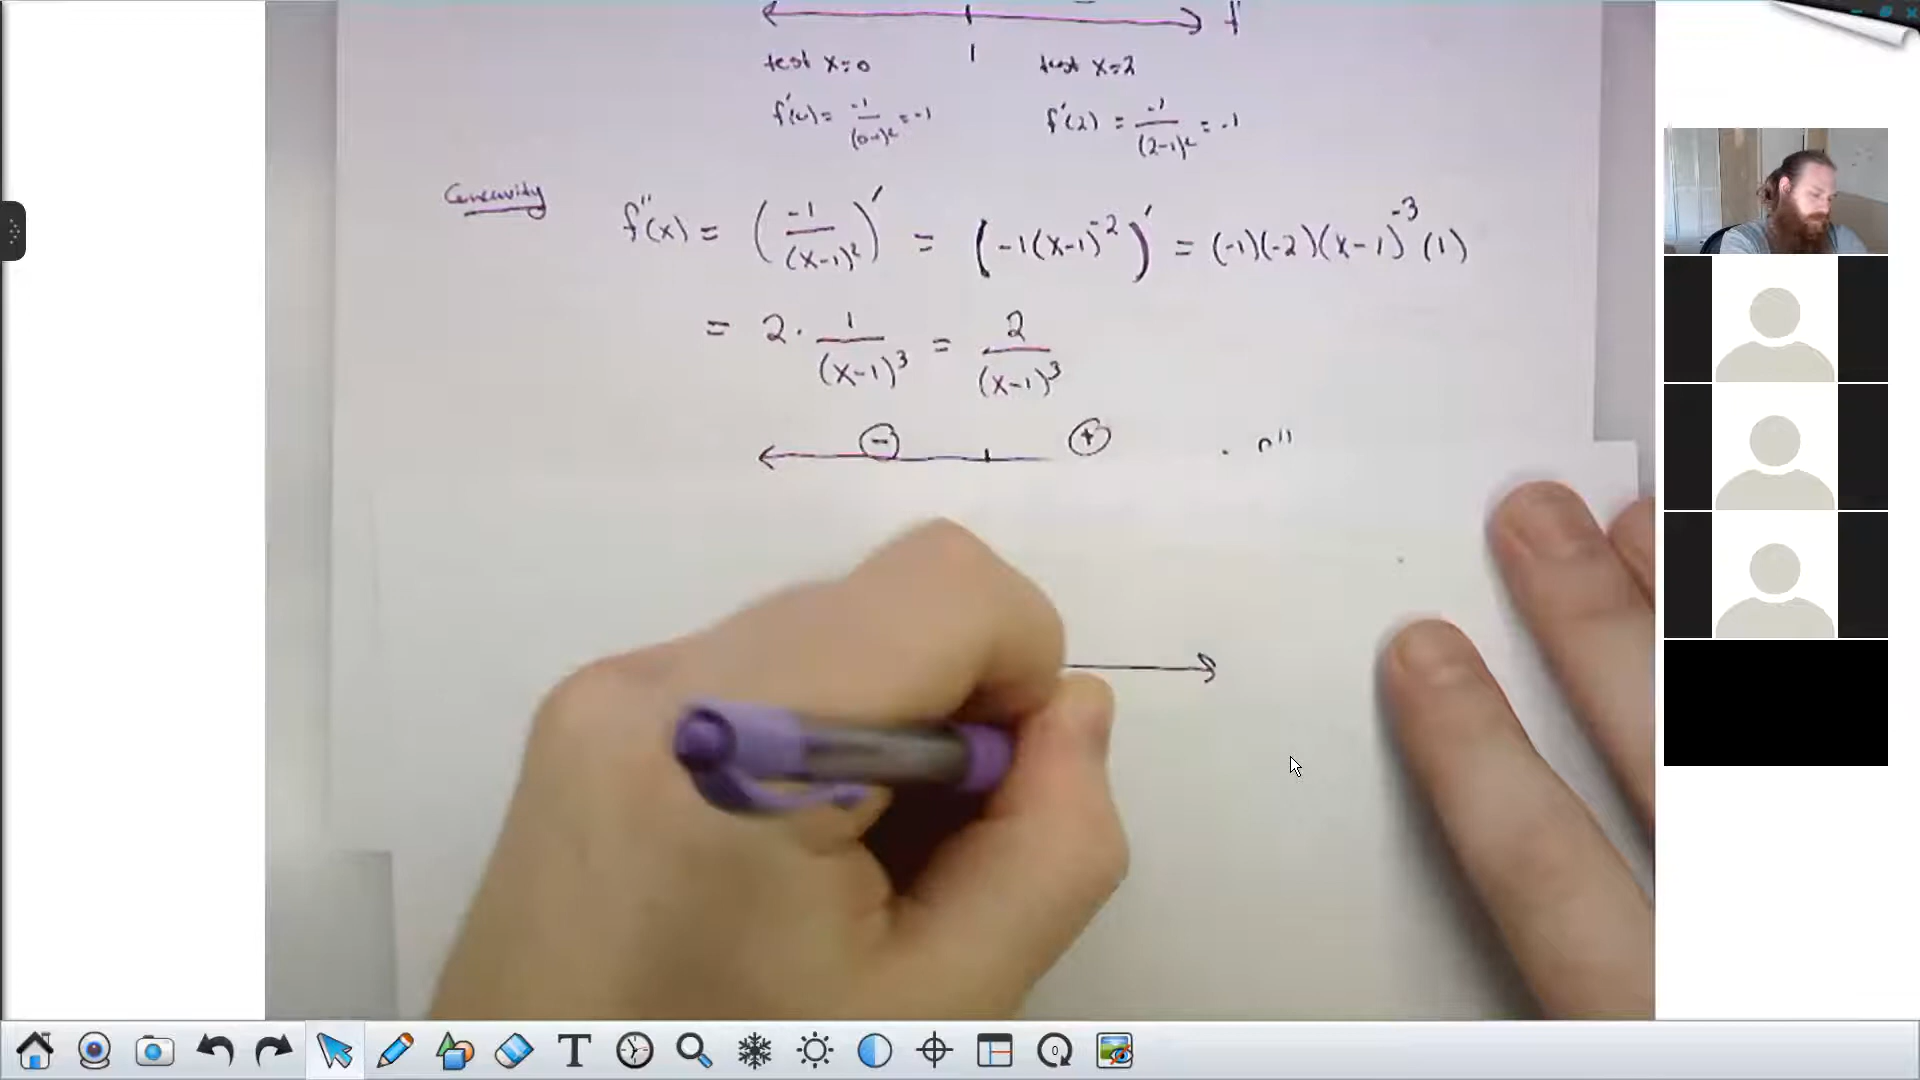 f'
1
test x=0 test x=2
f'(0) = -1/(0-1)² = -1 f'(2) = -1/(2-1)² = -1
Concavity f''(x) = (-1/(x-1)²)' = (-1(x-1)^-2)' = (-1)(-2)(x-1)^-3 (1)
= 2 · 1/(x-1)³ = 2/(x-1)³
- +
T
0